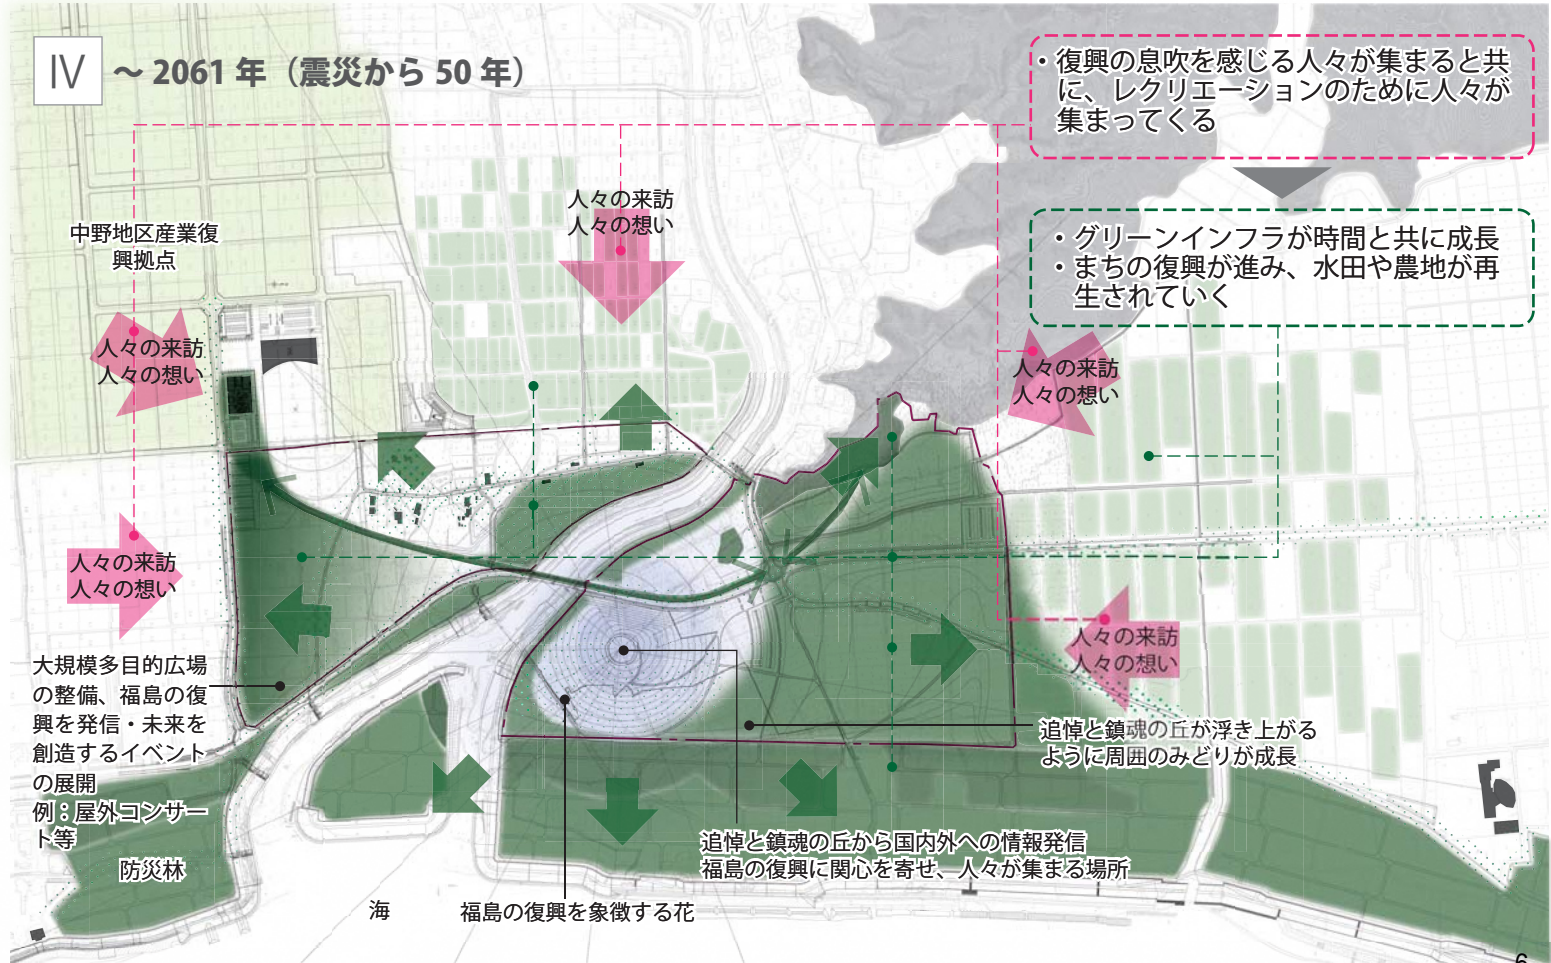 IV
～ 2061 年（震災から 50 年）
・復興の息吹を感じる人々が集まると共
に、レクリエーションのために人々が
集まってくる
・グリーンインフラが時間と共に成長
・まちの復興が進み、水田や農地が再
生されていく
人々の来訪
人々の想い
中野地区産業復
興拠点
人々の来訪
人々の想い
人々の来訪
人々の想い
人々の来訪
人々の想い
人々の来訪
人々の想い
大規模多目的広場
の整備、福島の復
興を発信・未来を
創造するイベント
の展開
例：屋外コンサー
ト等
追悼と鎮魂の丘が浮き上がる
ように周囲のみどりが成長
追悼と鎮魂の丘から国内外への情報発信
福島の復興に関心を寄せ、人々が集まる場所
防災林
海
福島の復興を象徴する花
6